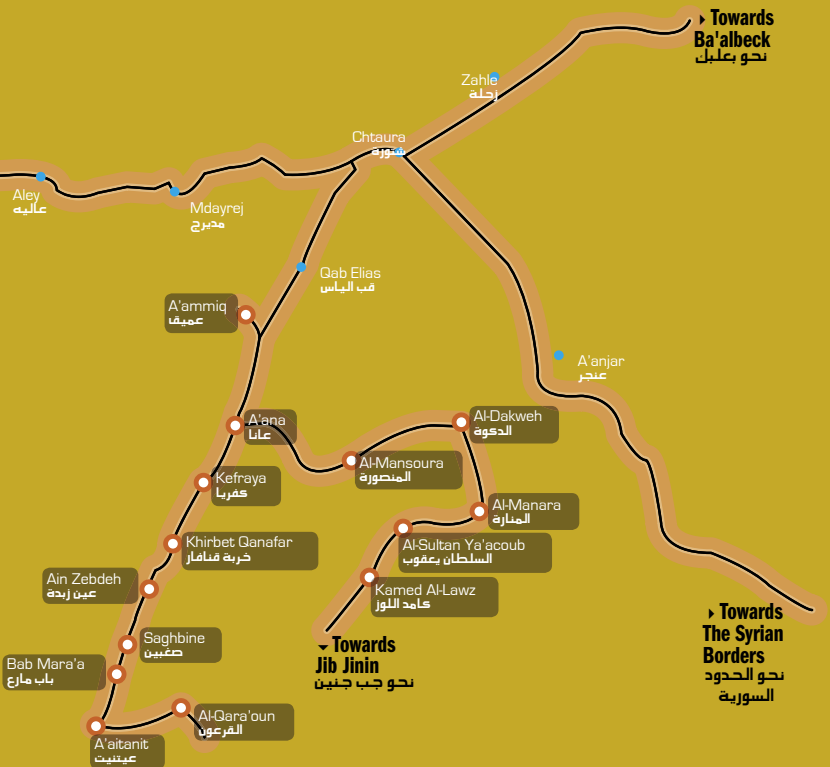 Towards
Ba'albeck
نحو بعلبك
Zahle
زحلة
Chtaura
شتورة
Aley
عاليه
Mdayrej
مديرج
Qab Elias
قب الياس
A'ammiq
عميق
A'anjar
عنجر
A'ana
عانا
Al-Dakweh
الدكوة
Al-Mansoura
المنصورة
Kefraya
كفريا
Al-Manara
المنارة
Khirbet Qanafar
خربة قنافار
Al-Sultan Ya'acoub
السلطان يعقوب
Ain Zebdeh
عين زبدة
Kamed Al-Lawz
كامد اللوز
Towards
The Syrian
Borders
نحو الحدود
السورية
Saghbine
صغبين
Towards
Jib Jinin
نحو جب جنين
Bab Mara'a
باب مارع
Al-Qara'oun
القرعون
A'aitanit
عيتنيت